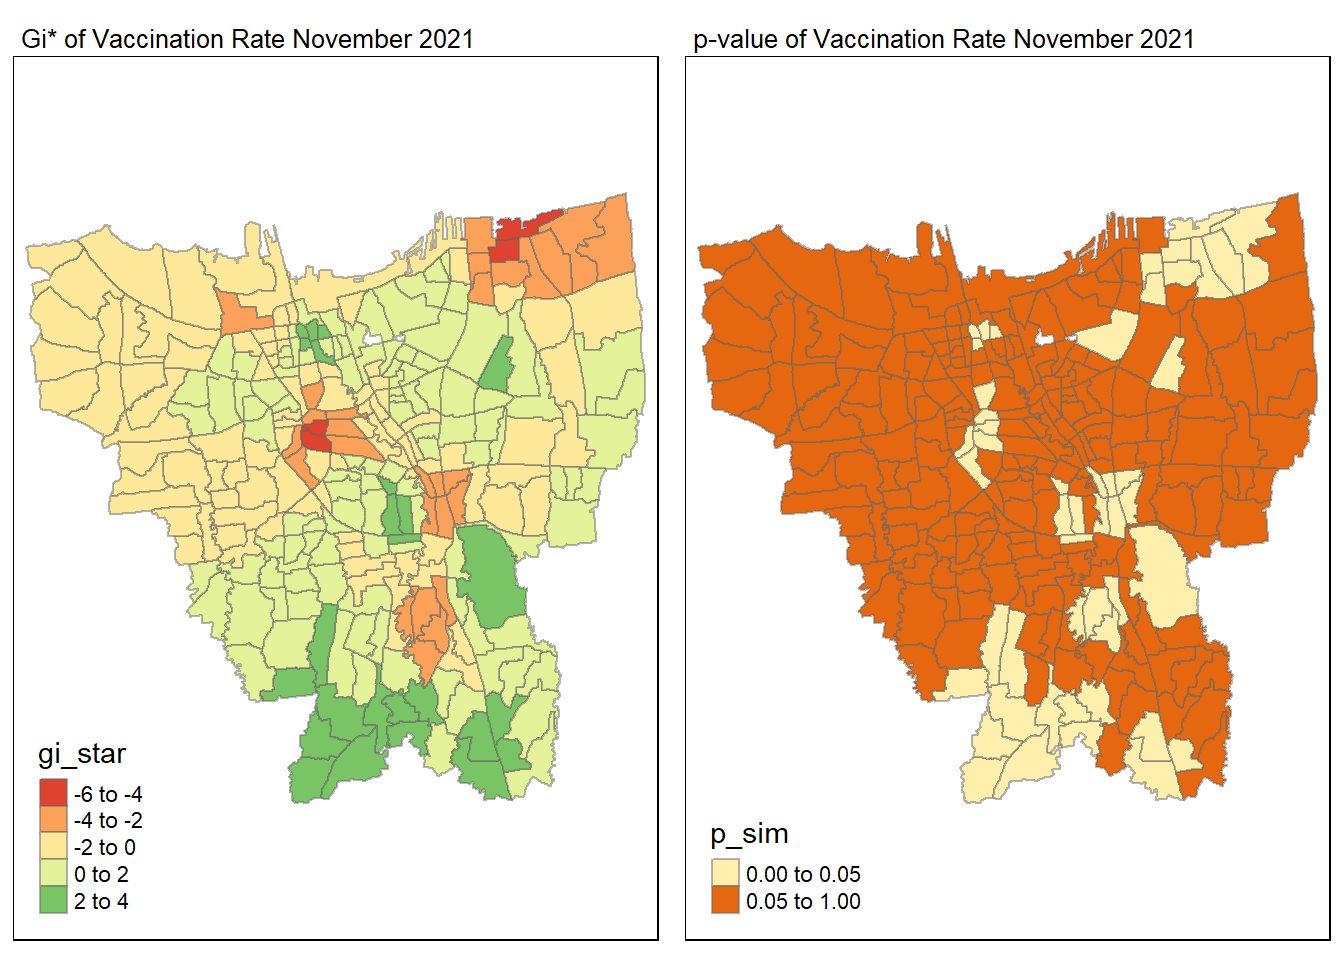 Gi* of Vaccination Rate November 2021
gi_star
-6 to -4
-4 to -2
-2 to 0
0 to 2
2 to 4
p-value of Vaccination Rate November 2021
p_sim
0.00 to 0.05
0.05 to 1.00